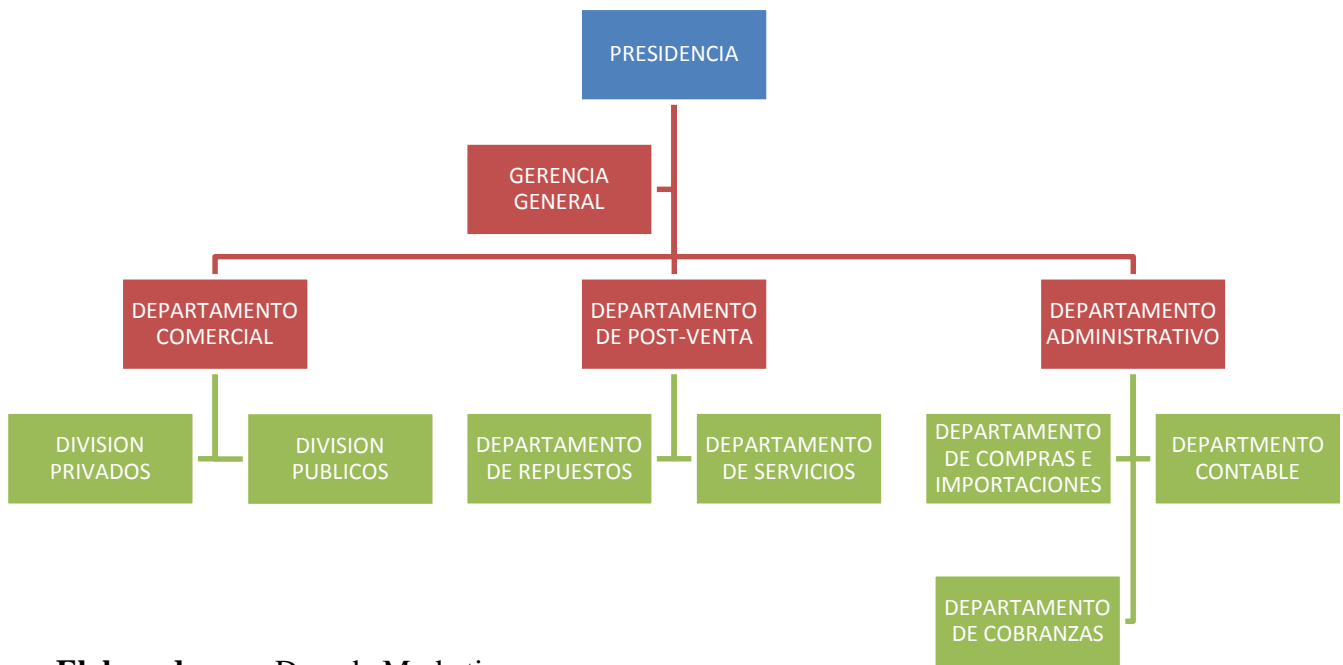 PRESIDENCIA
GERENCIA
GENERAL
DEPARTAMENTO
COMERCIAL
DEPARTAMENTO
DE POST-VENTA
DEPARTAMENTO
ADMINISTRATIVO
DIVISION
PRIVADOS
DIVISION
PUBLICOS
DEPARTAMENTO
DE REPUESTOS
DEPARTAMENTO
DE SERVICIOS
DEPARTAMENTO
DE COMPRAS E
IMPORTACIONES
DEPARTMENTO
CONTABLE
DEPARTAMENTO
DE COBRANZAS